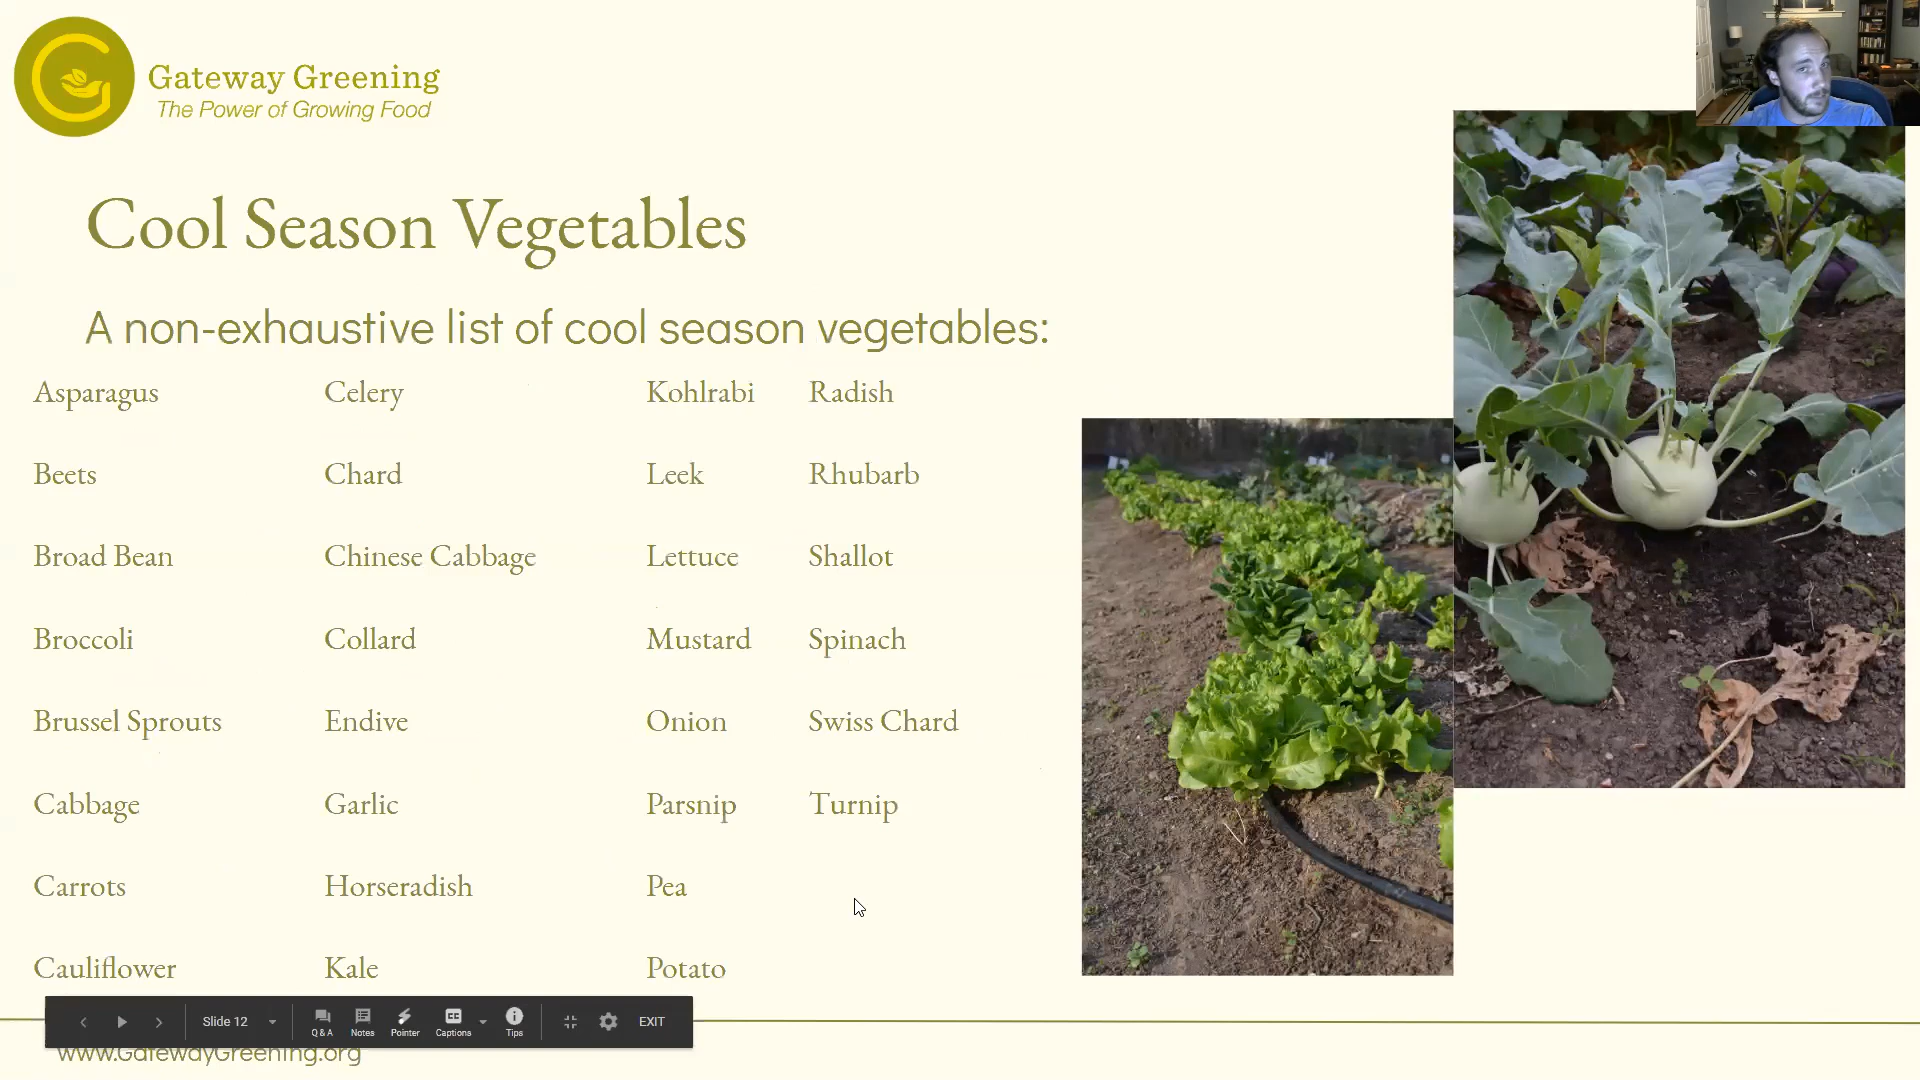 Gateway Greening
The Power of Growing Food
Cool Season Vegetables
A non-exhaustive list of cool season vegetables:
Asparagus
Beets
Broad Bean
Broccoli
Brussel Sprouts
Cabbage
Carrots
Cauliflower
Celery
Chard
Chinese Cabbage
Collard
Endive
Garlic
Horseradish
Kale
Kohlrabi
Leek
Lettuce
Mustard
Onion
Parsnip
Pea
Potato
Radish
Rhubarb
Shallot
Spinach
Swiss Chard
Turnip
Slide 12
Q & A
Notes
Pointer
Captions
Tips
EXIT
www.GatewayGreening.org